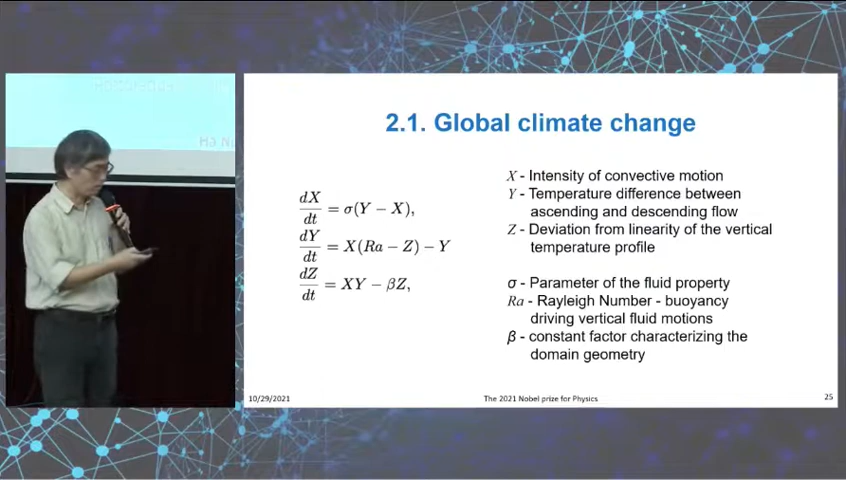 Ha N
2.1. Global climate change
dX/dt = σ(Y − X),
dY/dt = X(Ra − Z) − Y
dZ/dt = XY − βZ,
X - Intensity of convective motion
Y - Temperature difference between
ascending and descending flow
Z - Deviation from linearity of the vertical
temperature profile
σ - Parameter of the fluid property
Ra - Rayleigh Number - buoyancy
driving vertical fluid motions
β - constant factor characterizing the
domain geometry
10/29/2021
The 2021 Nobel prize for Physics
25